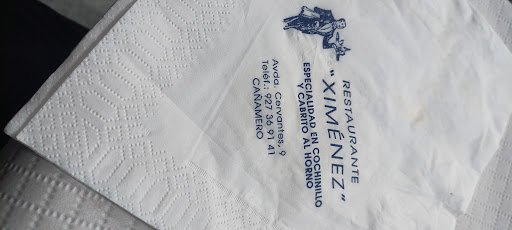 RESTAURANTE
"XIMÉNEZ"
ESPECIALIDAD EN COCHINILLO
Y CABRITO AL HORNO
Avda. Cervantes, 9
Teléf.: 927 36 91 41
CAÑAMERO